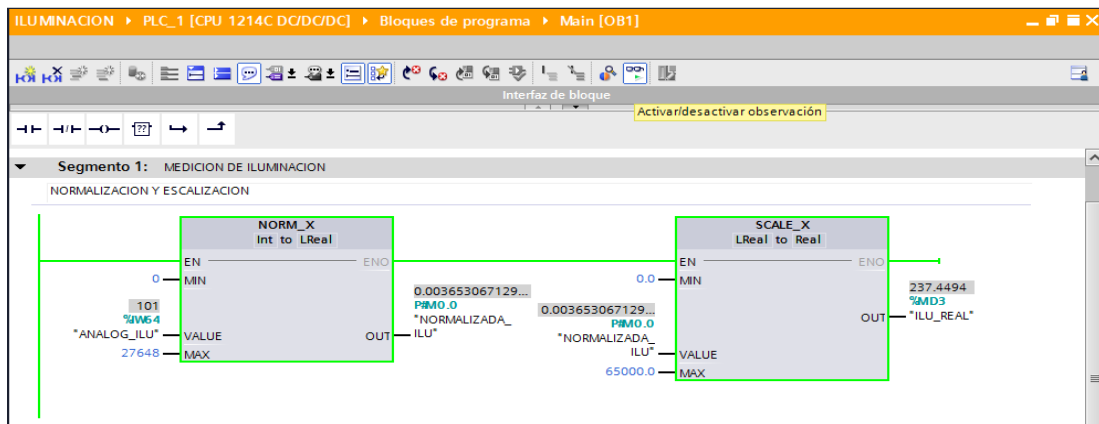 ILUMINACION ▸ PLC_1 [CPU 1214C DC/DC/DC] ▸ Bloques de programa ▸ Main [OB1]
Interfaz de bloque
Activar/desactivar observación
??
Segmento 1: MEDICION DE ILUMINACION
NORMALIZACION Y ESCALIZACION
NORM_X
Int to LReal
EN
ENO
0
MIN
101
%IW64
"ANALOG_ILU"
VALUE
27648
MAX
OUT
0.003653067129...
P#M0.0
"NORMALIZADA_
ILU"
SCALE_X
LReal to Real
EN
ENO
0.0
MIN
0.003653067129...
P#M0.0
"NORMALIZADA_
ILU"
VALUE
65000.0
MAX
OUT
237.4494
%MD3
"ILU_REAL"